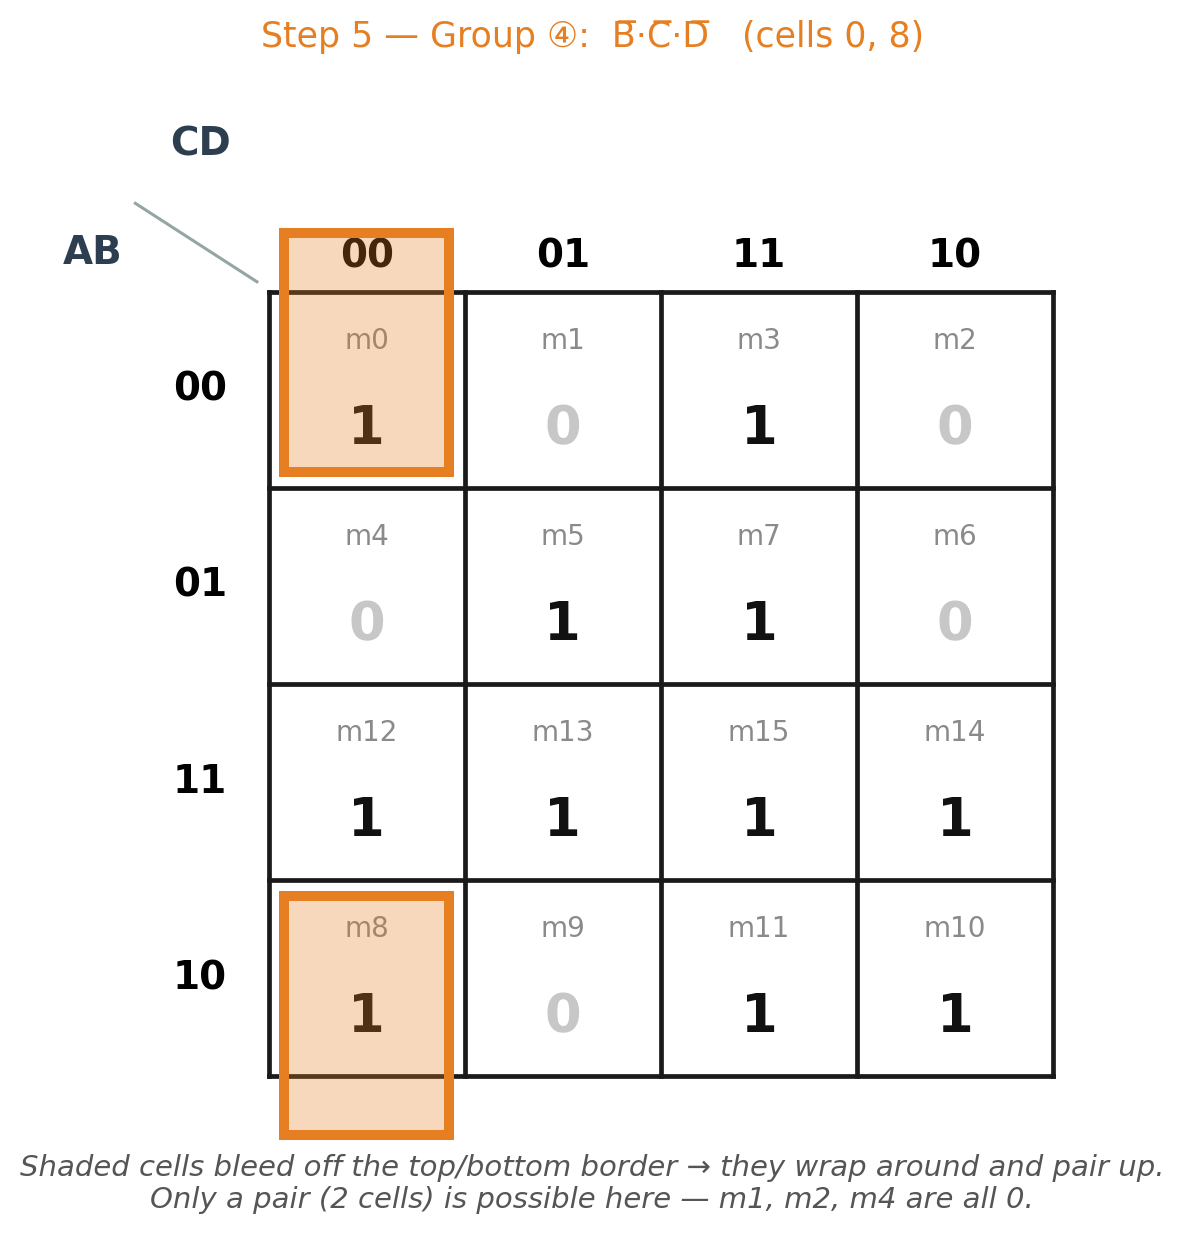 Step 5 — Group ④: B̅·C̅·D̅ (cells 0, 8)
CD
AB
00 01 11 10
m0 m1 m3 m2
00
1 0 1 0
m4 m5 m7 m6
01
0 1 1 0
m12 m13 m15 m14
11
1 1 1 1
m8 m9 m11 m10
10
1 0 1 1
Shaded cells bleed off the top/bottom border → they wrap around and pair up.
Only a pair (2 cells) is possible here — m1, m2, m4 are all 0.